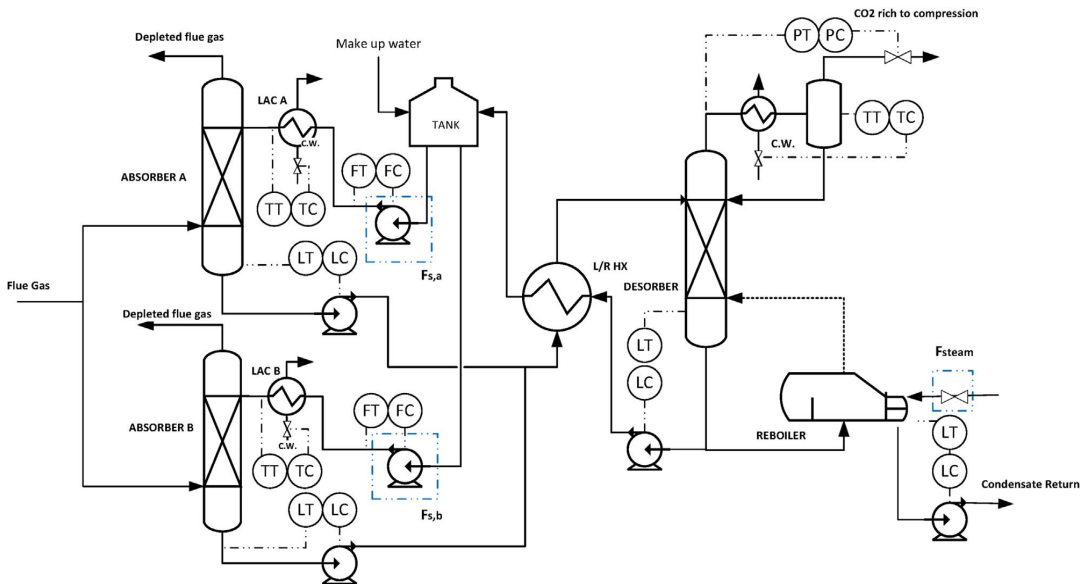 CO2 rich to compression
Depleted flue gas
Make up water
PT PC
LAC A
TANK
TT TC
C.W.
C.W.
ABSORBER A
FT FC
TT TC
Fs,a
LT LC
L/R HX
DESORBER
Flue Gas
Depleted flue gas
LT
LC
Fsteam
LAC B
FT FC
ABSORBER B
C.W.
REBOILER
LT
LC
TT TC
Condensate Return
Fs,b
LT LC